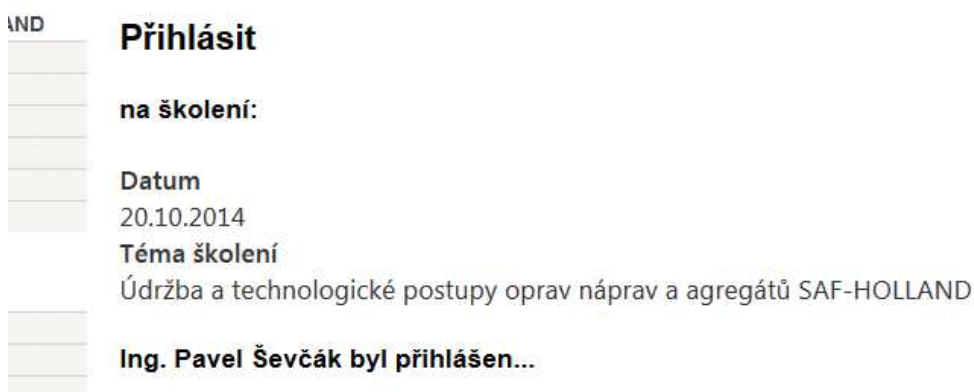 AND
Přihlásit
na školení:
Datum
20.10.2014
Téma školení
Údržba a technologické postupy oprav náprav a agregátů SAF-HOLLAND
Ing. Pavel Ševčák byl přihlášen...